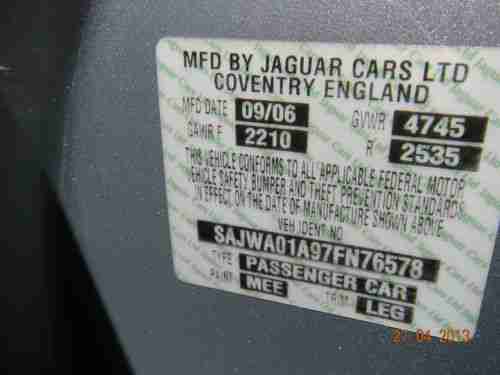 MFD BY JAGUAR CARS LTD
COVENTRY ENGLAND
MFD DATE 09/06 GVWR 4745
GAWR F 2210 R 2535
THIS VEHICLE CONFORMS TO ALL APPLICABLE FEDERAL MOTOR
VEHICLE SAFETY BUMPER AND THEFT PREVENTION STANDARDS
IN EFFECT ON THE DATE OF MANUFACTURE SHOWN ABOVE
VEH IDENT NO
SAJWA01A97FN76578
TYPE PASSENGER CAR
PAINT MEE TRIM LEG
04 2013